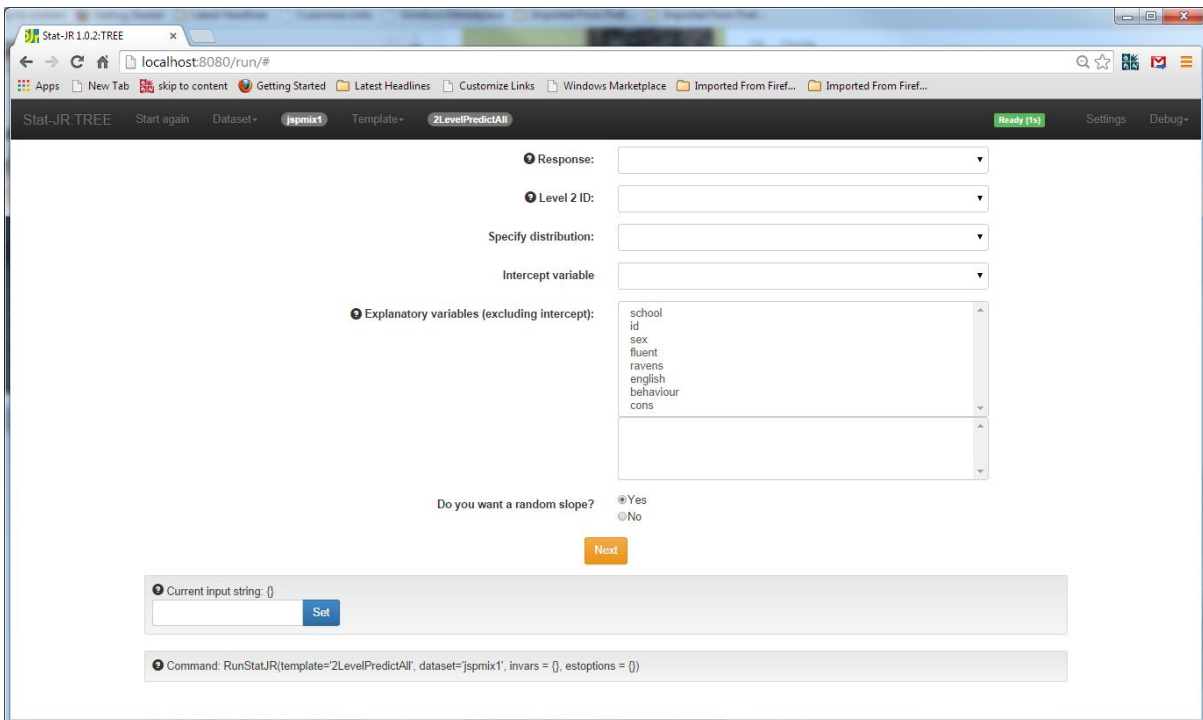 Stat-JR 1.0.2:TREE
localhost:8080/run/#
Apps New Tab skip to content Getting Started Latest Headlines Customize Links Windows Marketplace Imported From Firef... Imported From Firef...
Stat-JR:TREE Start again Dataset jspmix1 Template 2LevelPredictAll Ready (1s) Settings Debug
Response:
Level 2 ID:
Specify distribution:
Intercept variable
Explanatory variables (excluding intercept):
school
id
sex
fluent
ravens
english
behaviour
cons
Do you want a random slope?
Yes
No
Next
Current input string: {}
Set
Command: RunStatJR(template='2LevelPredictAll', dataset='jspmix1', invars = {}, estoptions = {})